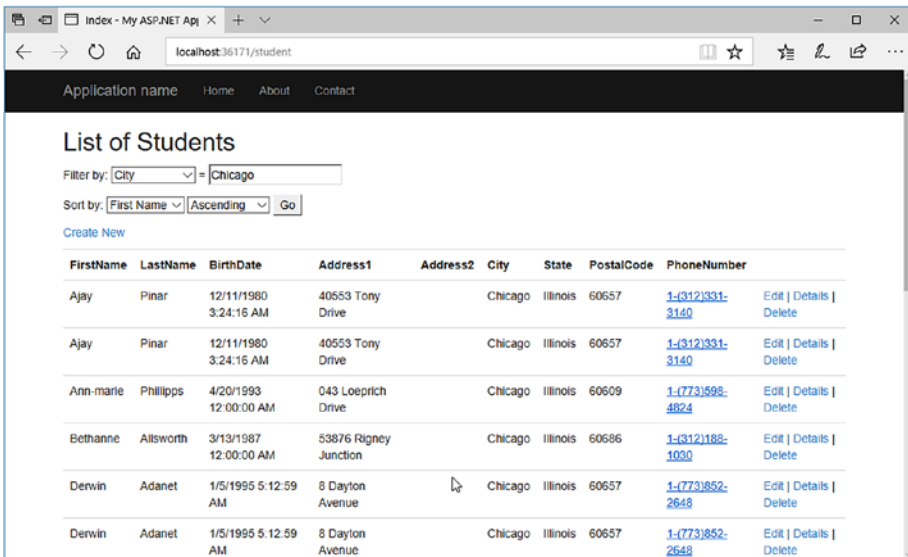 Index - My ASP.NET Ap
localhost:36171/student
Application name Home About Contact
List of Students
Filter by: City = Chicago
Sort by: First Name Ascending Go
Create New
FirstName LastName BirthDate Address1 Address2 City State PostalCode PhoneNumber
Ajay Pinar 12/11/1980 40553 Tony Chicago Illinois 60657 1-(312)331- Edit | Details |
3:24:16 AM Drive 3140 Delete
Ajay Pinar 12/11/1980 40553 Tony Chicago Illinois 60657 1-(312)331- Edit | Details |
3:24:16 AM Drive 3140 Delete
Ann-marie Phillipps 4/20/1993 043 Loeprich Chicago Illinois 60609 1-(773)598- Edit | Details |
12:00:00 AM Drive 4824 Delete
Bethanne Allsworth 3/13/1987 53876 Rigney Chicago Illinois 60686 1-(312)188- Edit | Details |
12:00:00 AM Junction 1030 Delete
Derwin Adanet 1/5/1995 5:12:59 8 Dayton Chicago Illinois 60657 1-(773)852- Edit | Details |
AM Avenue 2648 Delete
Derwin Adanet 1/5/1995 5:12:59 8 Dayton Chicago Illinois 60657 1-(773)852- Edit | Details |
AM Avenue 2648 Delete